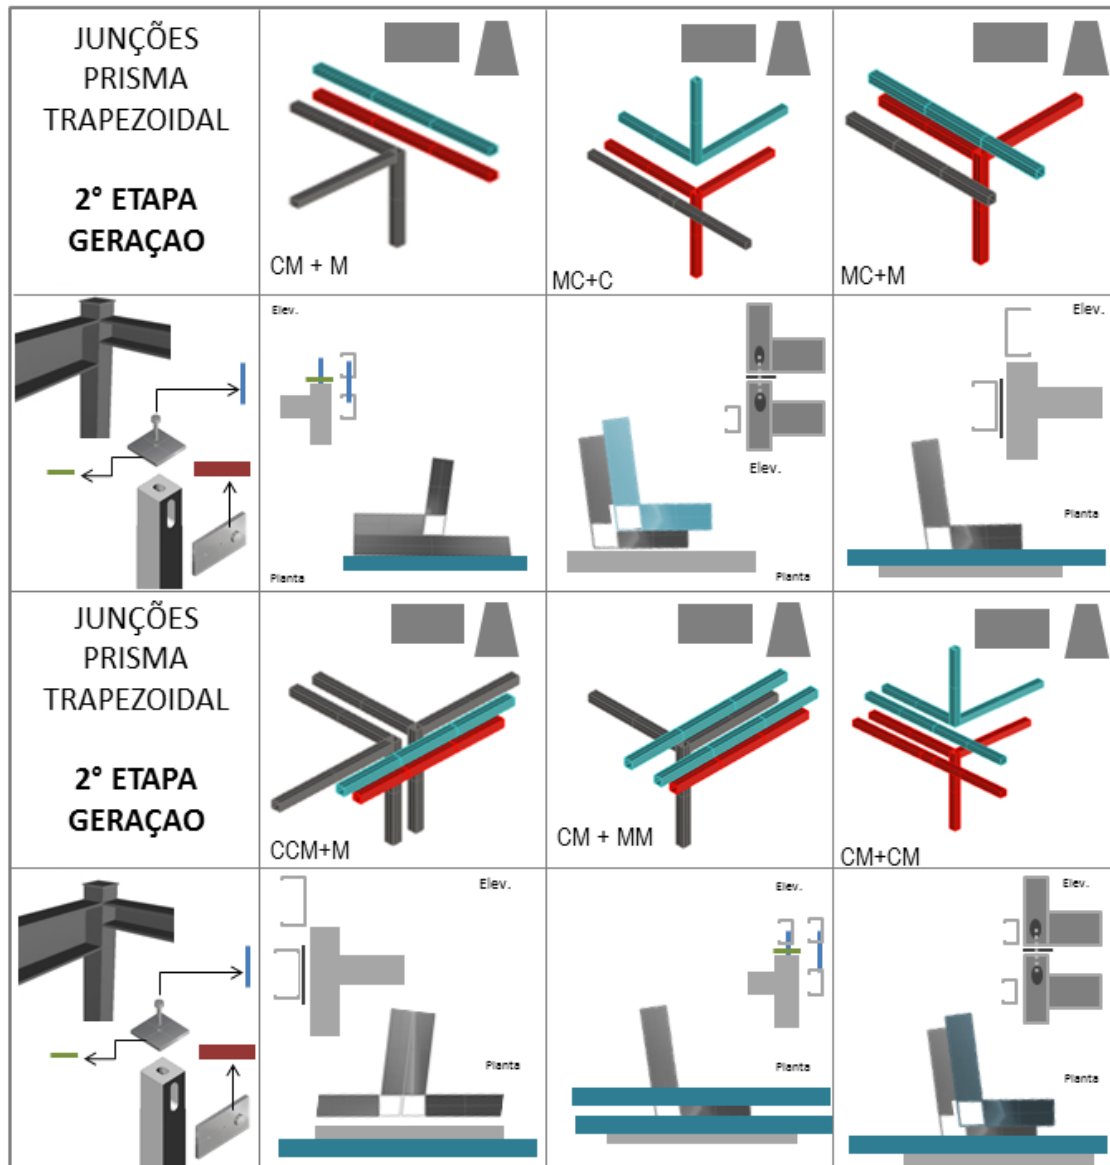 JUNÇÕES
PRISMA
TRAPEZOIDAL
2° ETAPA
GERAÇAO
CM + M
MC+C
MC+M
Elev.
Planta
Elev.
Planta
Elev.
Planta
JUNÇÕES
PRISMA
TRAPEZOIDAL
2° ETAPA
GERAÇAO
CCM+M
CM + MM
CM+CM
Elev.
Planta
Elev.
Planta
Elev.
Planta